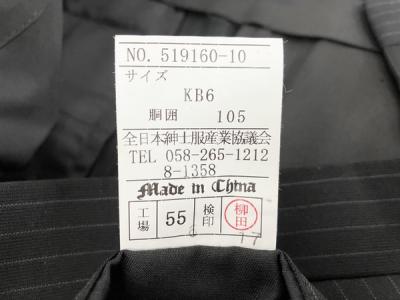 NO. 519160-10
サイズ
KB6
胴囲 105
全日本紳士服産業協議会
TEL 058-265-1212
8-1358
Made in China
工場 55 検印 柳田